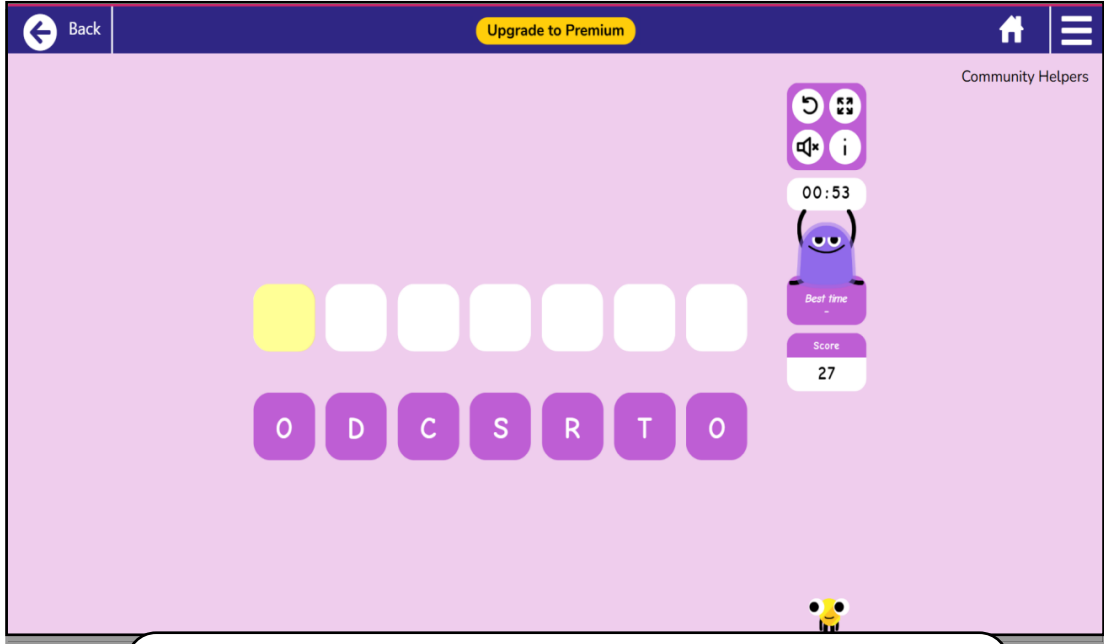 Back
Upgrade to Premium
Community Helpers
i
00:53
Best time
-
Score
27
O D C S R T O